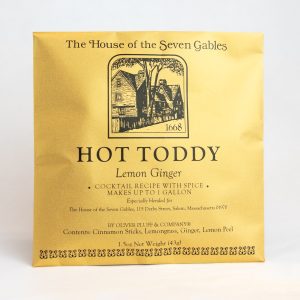 The House of the Seven Gables
1668
HOT TODDY
Lemon Ginger
• COCKTAIL RECIPE WITH SPICE •
MAKES UP TO 1 GALLON
Especially blended for
The House of the Seven Gables, 115 Derby Street, Salem, Massachusetts 01970
BY OLIVER PLUFF & COMPANY®
Contents: Cinnamon Sticks, Lemongrass, Ginger, Lemon Peel
1.5oz Net Weight (43g)